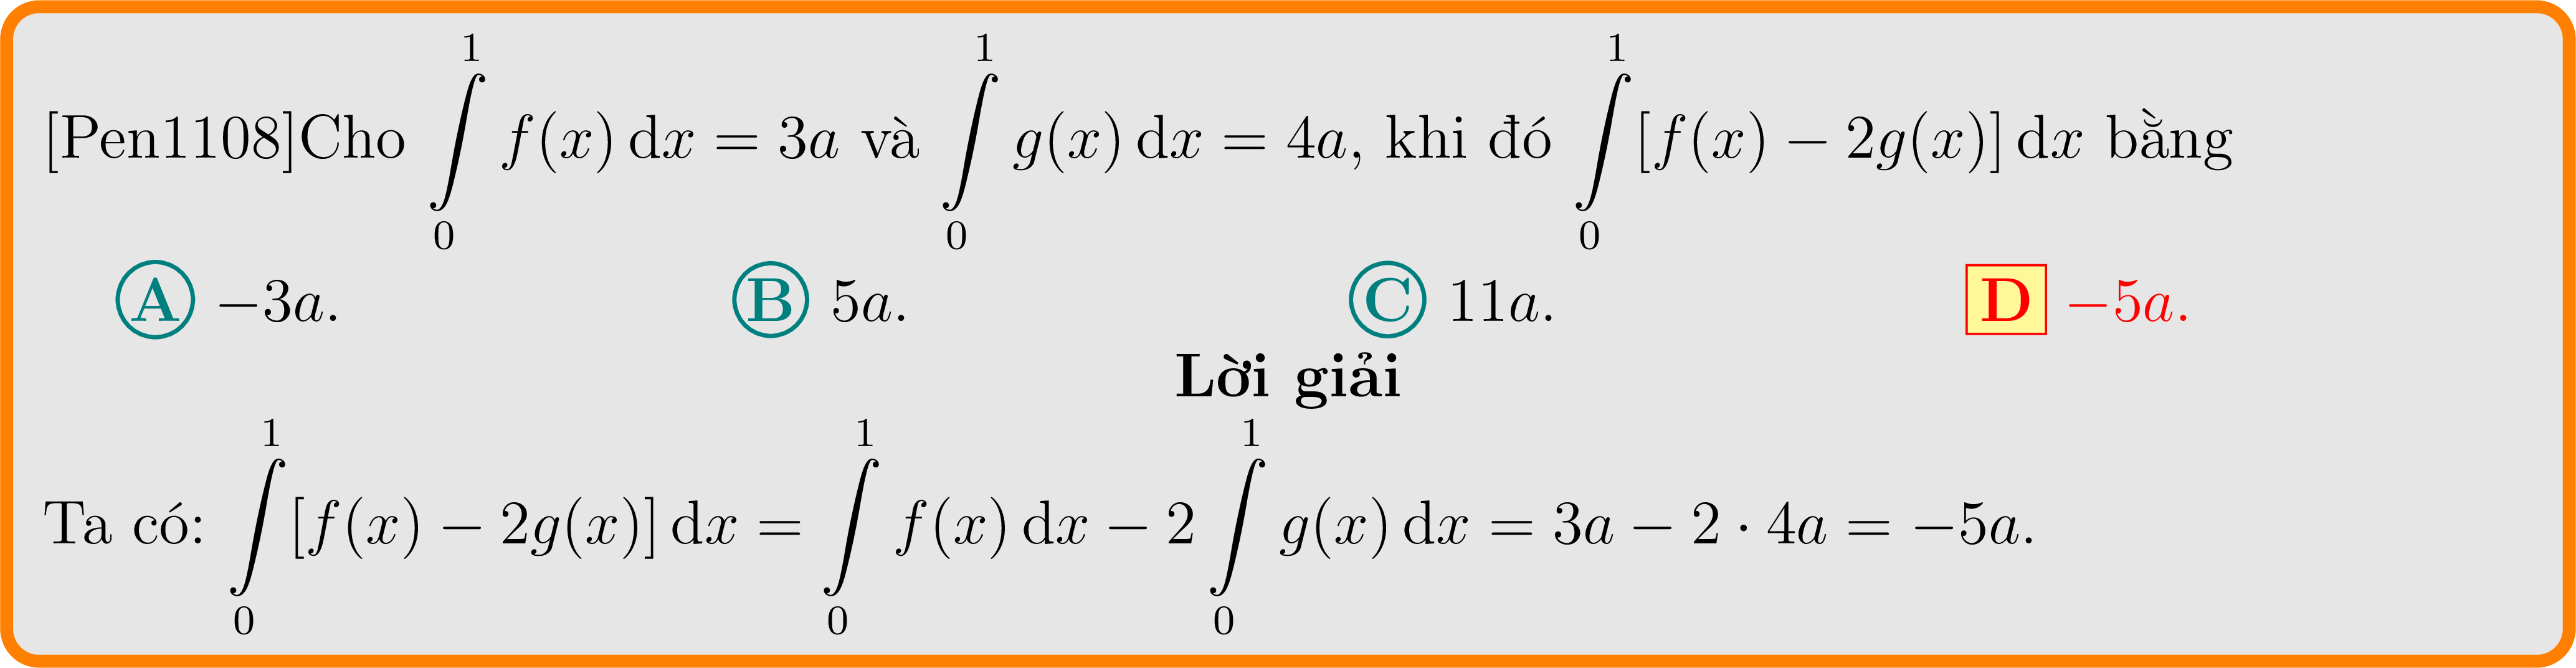 [Pen1108]Cho $\int\limits_0^1 f(x)\,\mathrm{d}x = 3a$ và $\int\limits_0^1 g(x)\,\mathrm{d}x = 4a$, khi đó $\int\limits_0^1 [f(x) - 2g(x)]\,\mathrm{d}x$ bằng
A $-3a$. B $5a$. C $11a$. D $-5a$.
Lời giải
Ta có: $\int\limits_0^1 [f(x) - 2g(x)]\,\mathrm{d}x = \int\limits_0^1 f(x)\,\mathrm{d}x - 2\int\limits_0^1 g(x)\,\mathrm{d}x = 3a - 2 \cdot 4a = -5a$.